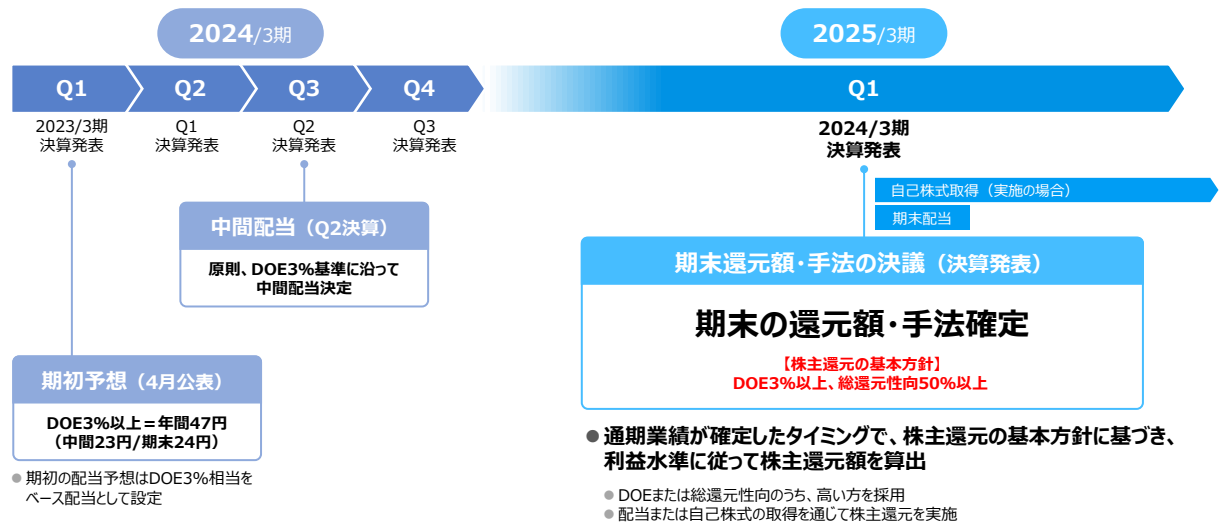 2024/3期
2025/3期
Q1
Q2
Q3
Q4
Q1
2023/3期
決算発表
Q1
決算発表
Q2
決算発表
Q3
決算発表
2024/3期
決算発表
自己株式取得（実施の場合）
期末配当
中間配当（Q2決算）
原則、DOE3%基準に沿って
中間配当決定
期初予想（4月公表）
DOE3%以上＝年間47円
（中間23円/期末24円）
● 期初の配当予想はDOE3%相当を
ベース配当として設定
期末還元額・手法の決議（決算発表）
期末の還元額・手法確定
【株主還元の基本方針】
DOE3%以上、総還元性向50%以上
● 通期業績が確定したタイミングで、株主還元の基本方針に基づき、
利益水準に従って株主還元額を算出
● DOEまたは総還元性向のうち、高い方を採用
● 配当または自己株式の取得を通じて株主還元を実施